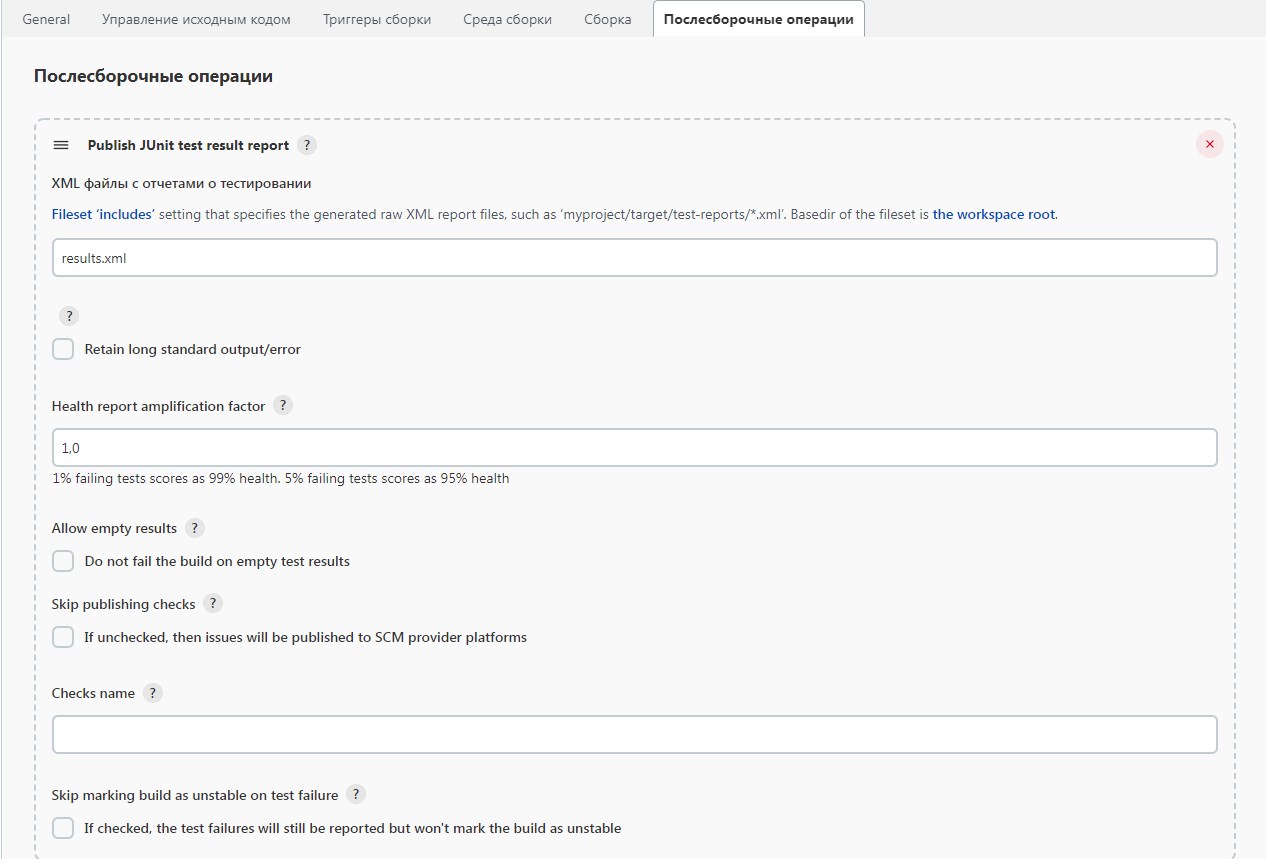 General Управление исходным кодом Триггеры сборки Среда сборки Сборка Послесборочные операции
Послесборочные операции
Publish JUnit test result report ?
XML файлы с отчетами о тестировании
Fileset ‘includes’ setting that specifies the generated raw XML report files, such as ‘myproject/target/test-reports/*.xml’. Basedir of the fileset is the workspace root.
results.xml
?
Retain long standard output/error
Health report amplification factor ?
1,0
1% failing tests scores as 99% health. 5% failing tests scores as 95% health
Allow empty results ?
Do not fail the build on empty test results
Skip publishing checks ?
If unchecked, then issues will be published to SCM provider platforms
Checks name ?
Skip marking build as unstable on test failure ?
If checked, the test failures will still be reported but won't mark the build as unstable